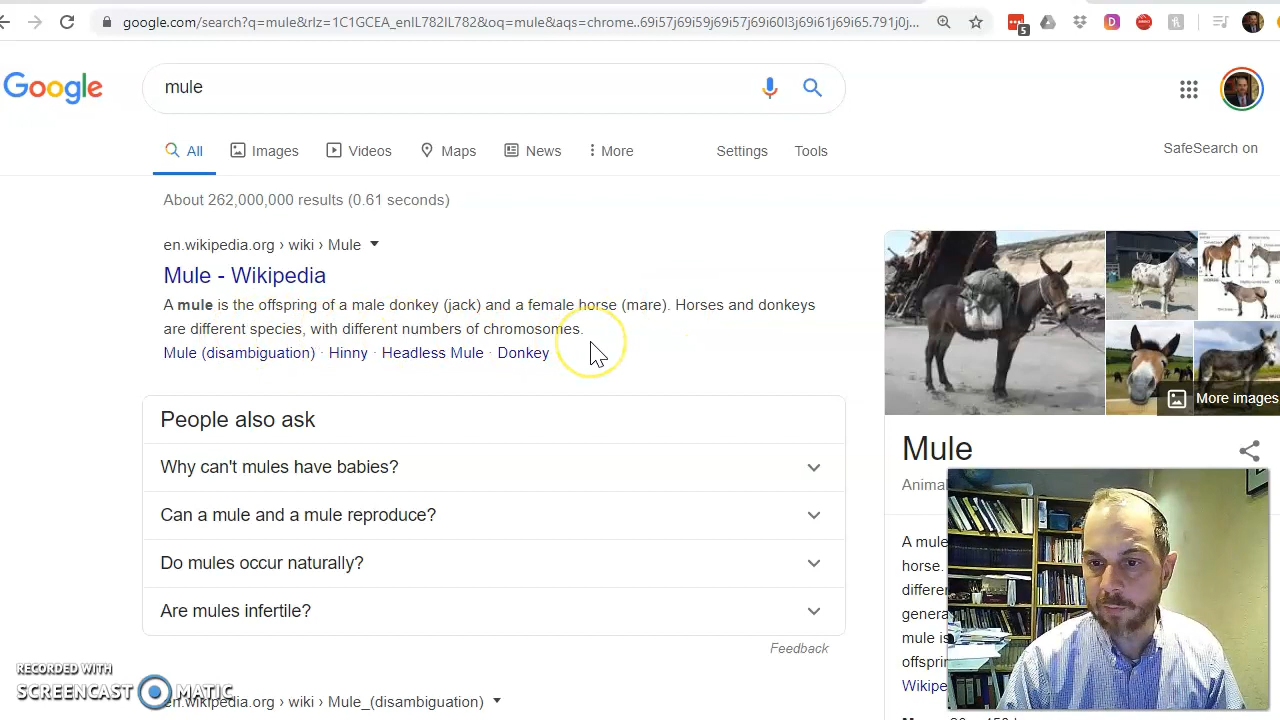 google.com/search?q=mule&rlz=1C1GCEA_enIL782IL782&oq=mule&aqs=chrome..69i57j69i59j69i57j69i60l3j69i61j69i65.791j0...
5
Google
mule
All
Images
Videos
Maps
News
More
Settings
Tools
SafeSearch on
About 262,000,000 results (0.61 seconds)
en.wikipedia.org › wiki › Mule
Mule - Wikipedia
A mule is the offspring of a male donkey (jack) and a female horse (mare). Horses and donkeys
are different species, with different numbers of chromosomes.
Mule (disambiguation) · Hinny · Headless Mule · Donkey
People also ask
Why can't mules have babies?
Can a mule and a mule reproduce?
Do mules occur naturally?
Are mules infertile?
Feedback
en.wikipedia.org › wiki › Mule_(disambiguation)
More images
Mule
Anima
A mule
horse.
differe
genera
mule is
offsprin
Wikipe
RECORDED WITH
SCREENCAST MATIC